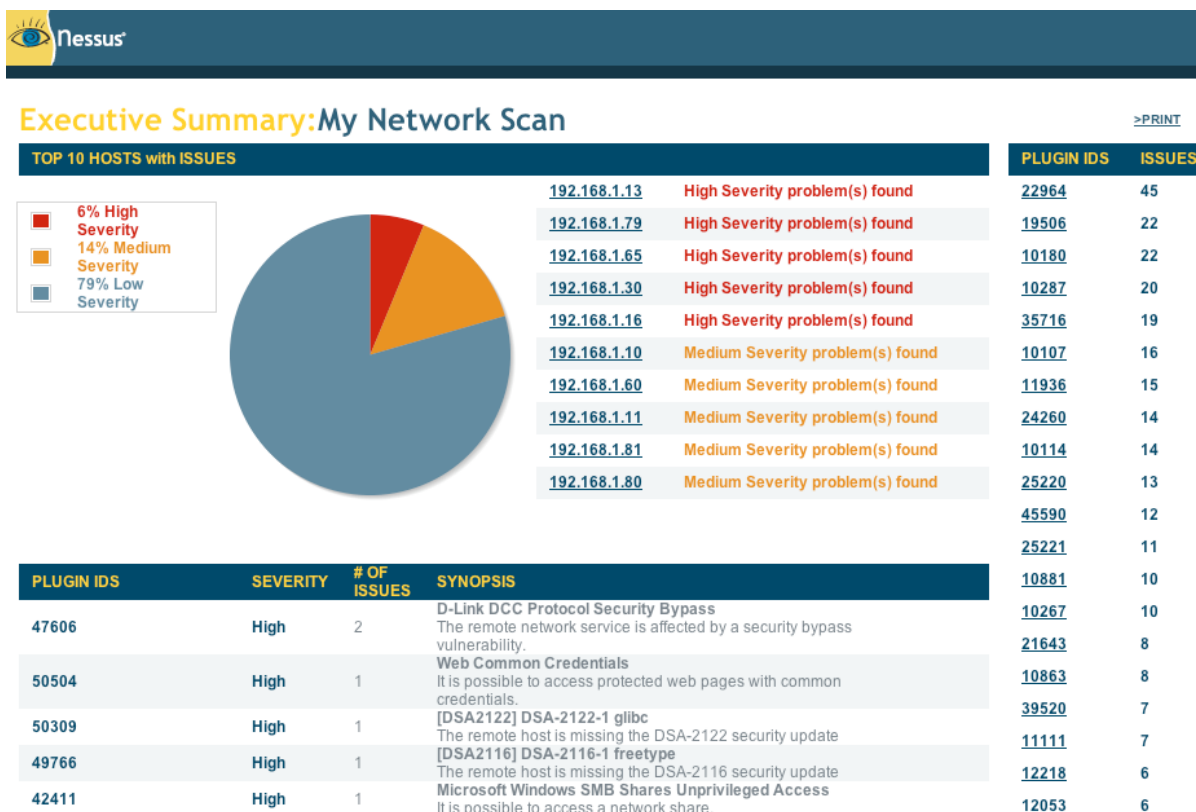 Nessus
Executive Summary:My Network Scan
>PRINT
TOP 10 HOSTS with ISSUES
6% High
Severity
14% Medium
Severity
79% Low
Severity
192.168.1.13 High Severity problem(s) found
192.168.1.79 High Severity problem(s) found
192.168.1.65 High Severity problem(s) found
192.168.1.30 High Severity problem(s) found
192.168.1.16 High Severity problem(s) found
192.168.1.10 Medium Severity problem(s) found
192.168.1.60 Medium Severity problem(s) found
192.168.1.11 Medium Severity problem(s) found
192.168.1.81 Medium Severity problem(s) found
192.168.1.80 Medium Severity problem(s) found
PLUGIN IDS SEVERITY # OF ISSUES SYNOPSIS
47606 High 2 D-Link DCC Protocol Security Bypass
The remote network service is affected by a security bypass
vulnerability.
50504 High 1 Web Common Credentials
It is possible to access protected web pages with common
credentials.
50309 High 1 [DSA2122] DSA-2122-1 glibc
The remote host is missing the DSA-2122 security update
49766 High 1 [DSA2116] DSA-2116-1 freetype
The remote host is missing the DSA-2116 security update
42411 High 1 Microsoft Windows SMB Shares Unprivileged Access
It is possible to access a network share.
PLUGIN IDS ISSUES
22964 45
19506 22
10180 22
10287 20
35716 19
10107 16
11936 15
24260 14
10114 14
25220 13
45590 12
25221 11
10881 10
10267 10
21643 8
10863 8
39520 7
11111 7
12218 6
12053 6